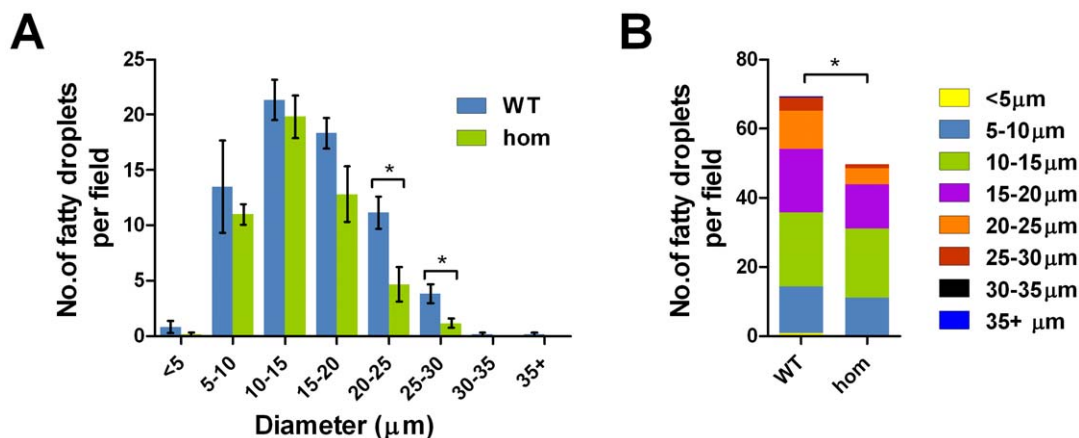 A
No.of fatty droplets
per field
25
20
15
10
5
0
WT
hom
*
*
<5
5-10
10-15
15-20
20-25
25-30
30-35
35+
Diameter (μm)
B
No.of fatty droplets
per field
80
60
40
20
0
*
WT
hom
<5μm
5-10μm
10-15μm
15-20μm
20-25μm
25-30μm
30-35μm
35+ μm